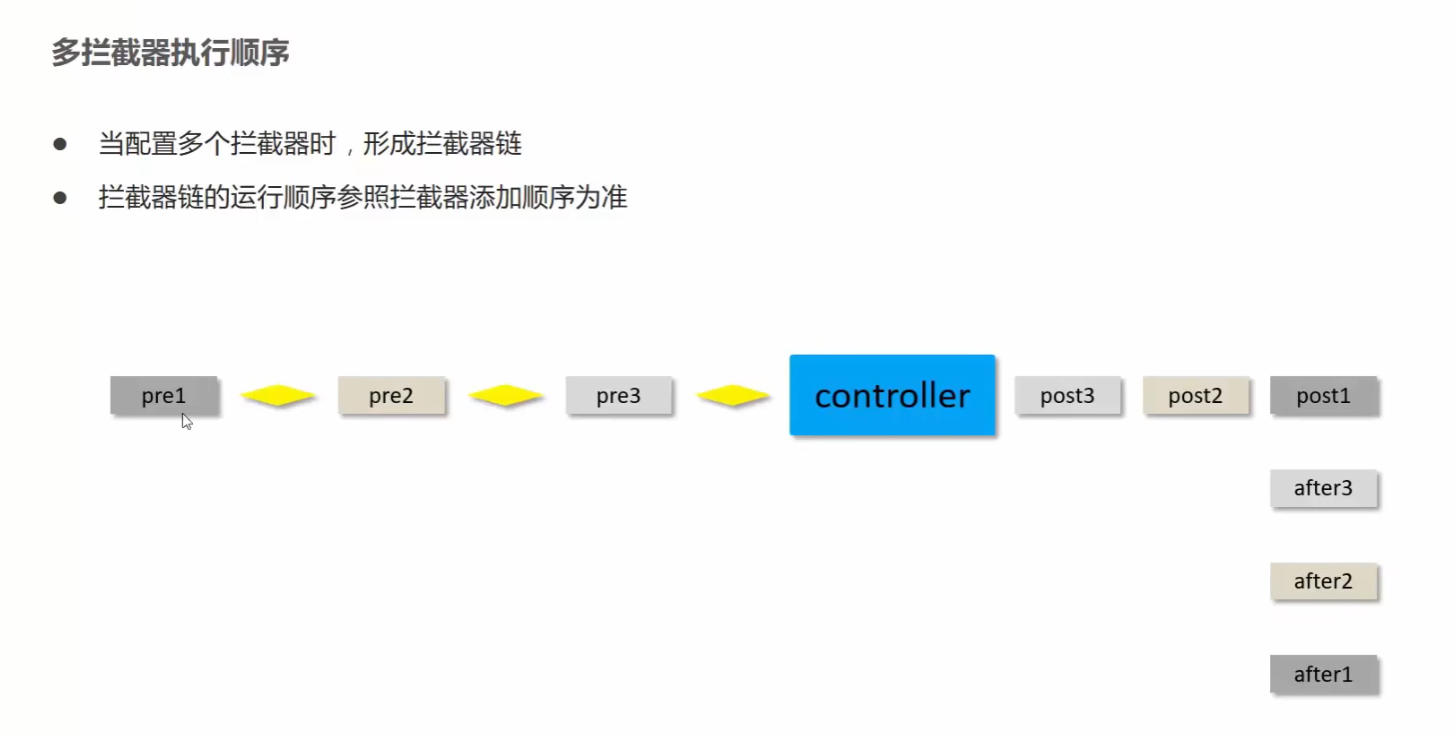 多拦截器执行顺序
● 当配置多个拦截器时，形成拦截器链
● 拦截器链的运行顺序参照拦截器添加顺序为准
pre1 pre2 pre3 controller post3 post2 post1
after3
after2
after1